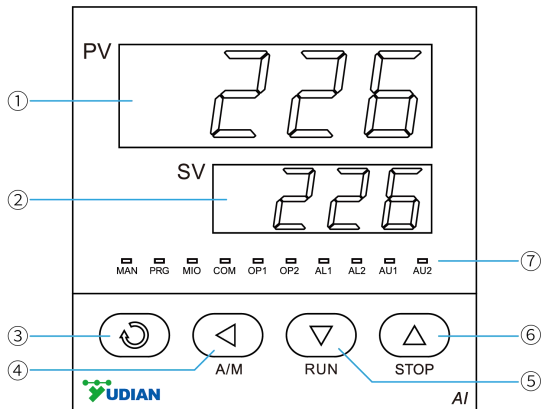 PV
226
①
SV
226
②
MAN PRG MIO COM OP1 OP2 AL1 AL2 AU1 AU2
⑦
③
④
A/M
RUN
STOP
⑥
⑤
YUDIAN
AI